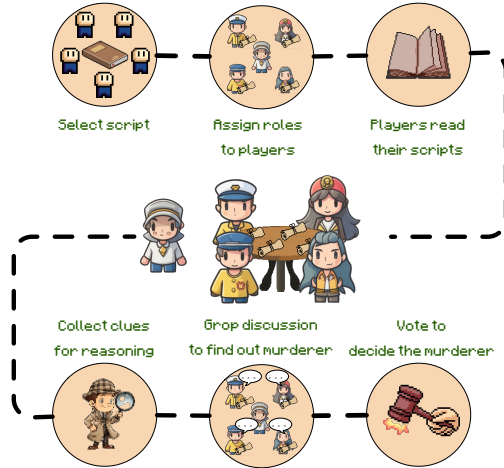 Select script
Assign roles
to players
Players read
their scripts
Collect clues
for reasoning
Grop discussion
to find out murderer
Vote to
decide the murderer